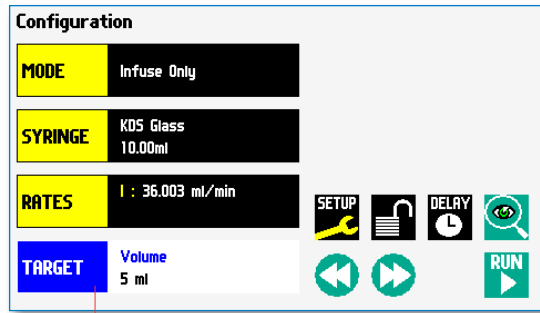 Configuration
MODE
Infuse Only
SYRINGE
KDS Glass
10.00ml
RATES
I : 36.003 ml/min
TARGET
Volume
5 ml
SETUP
DELAY
RUN